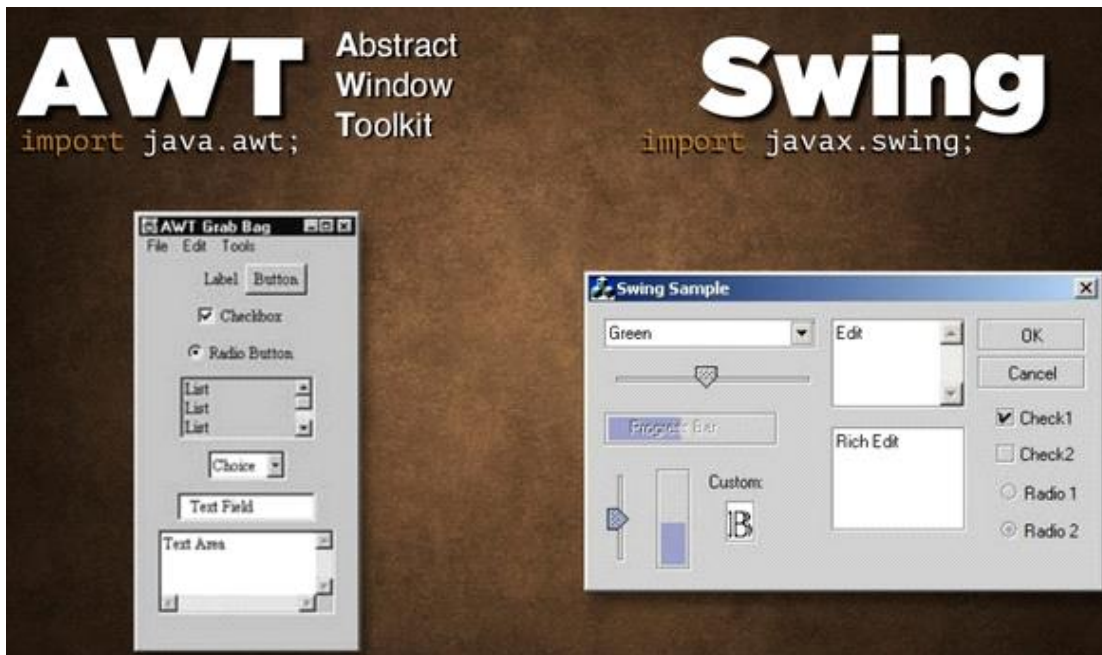 AWT
Abstract
Window
Toolkit
import java.awt;
Swing
import javax.swing;
AWT Grab Bag
File Edit Tools
Label Button
Checkbox
Radio Button
List
List
List
Choice
Text Field
Text Area
Swing Sample
Green
Edit
OK
Cancel
Progress Bar
Check1
Rich Edit
Check2
Custom:
B
Radio 1
Radio 2